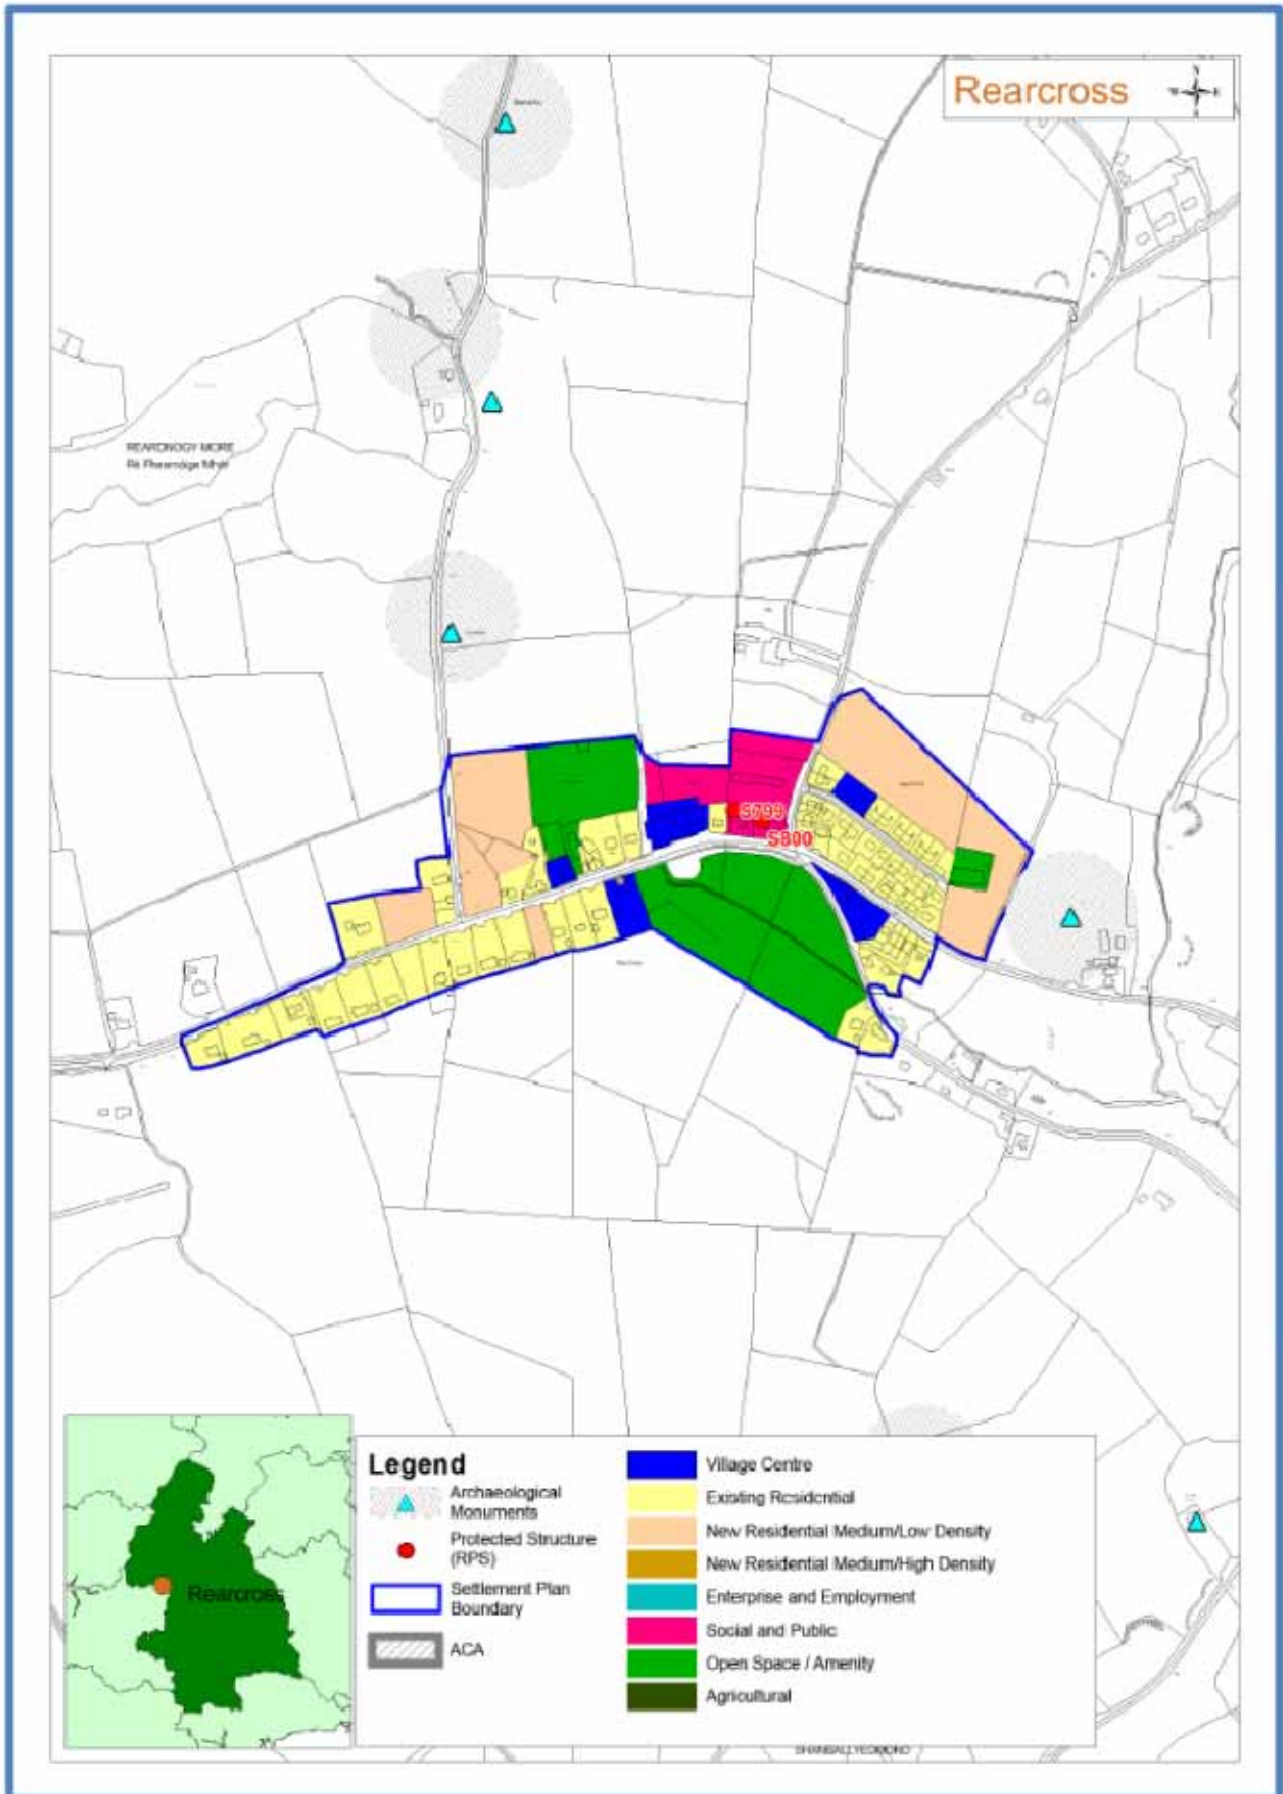 Rearcross
REARDNOGY MORE
S799
S800
Rearcross
Legend
Archaeological
Monuments
Protected Structure
(RPS)
Settlement Plan
Boundary
ACA
Village Centre
Existing Residential
New Residential Medium/Low Density
New Residential Medium/High Density
Enterprise and Employment
Social and Public
Open Space / Amenity
Agricultural